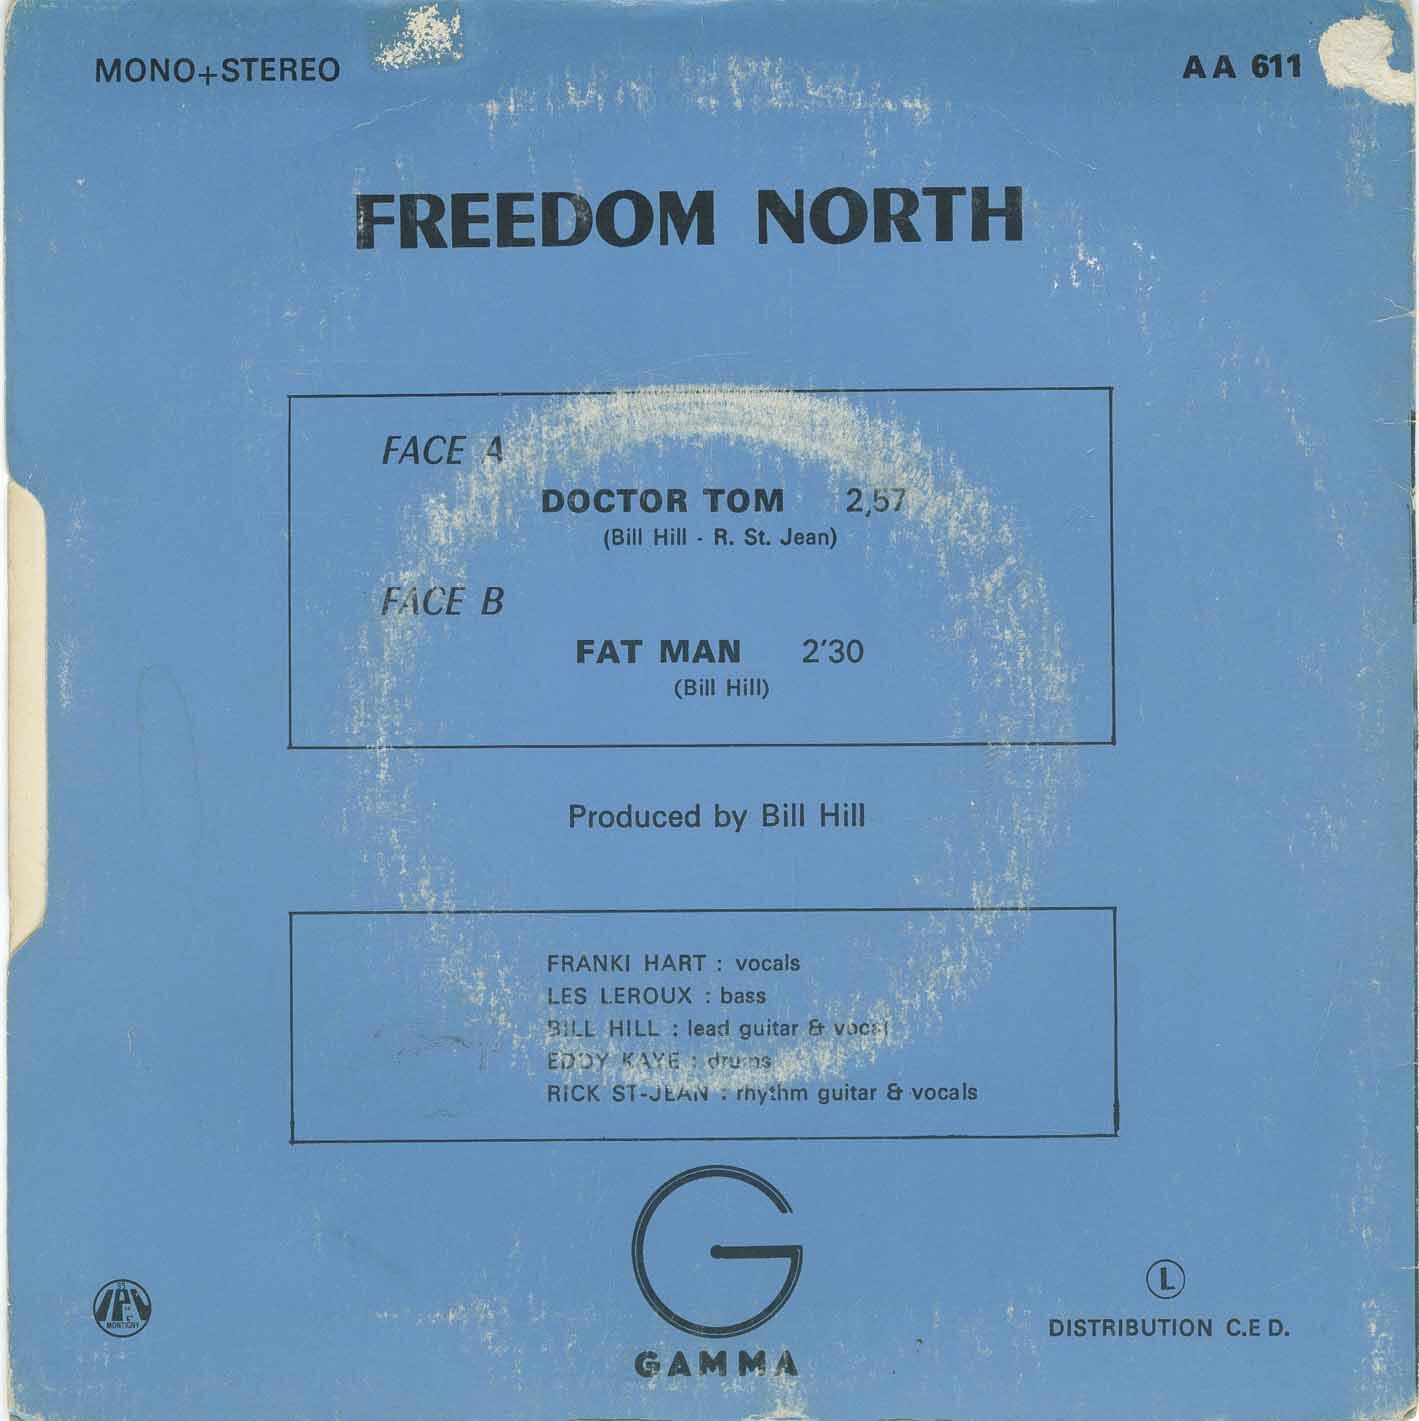 MONO+STEREO
AA 611
FREEDOM NORTH
FACE A
DOCTOR TOM 2,57
(Bill Hill - R. St. Jean)
FACE B
FAT MAN 2'30
(Bill Hill)
Produced by Bill Hill
FRANKI HART : vocals
LES LEROUX : bass
BILL HILL : lead guitar & vocal
EDDY KAYE : drums
RICK ST-JEAN : rhythm guitar & vocals
G
GAMMA
MONTIGNY
L
DISTRIBUTION C.E D.